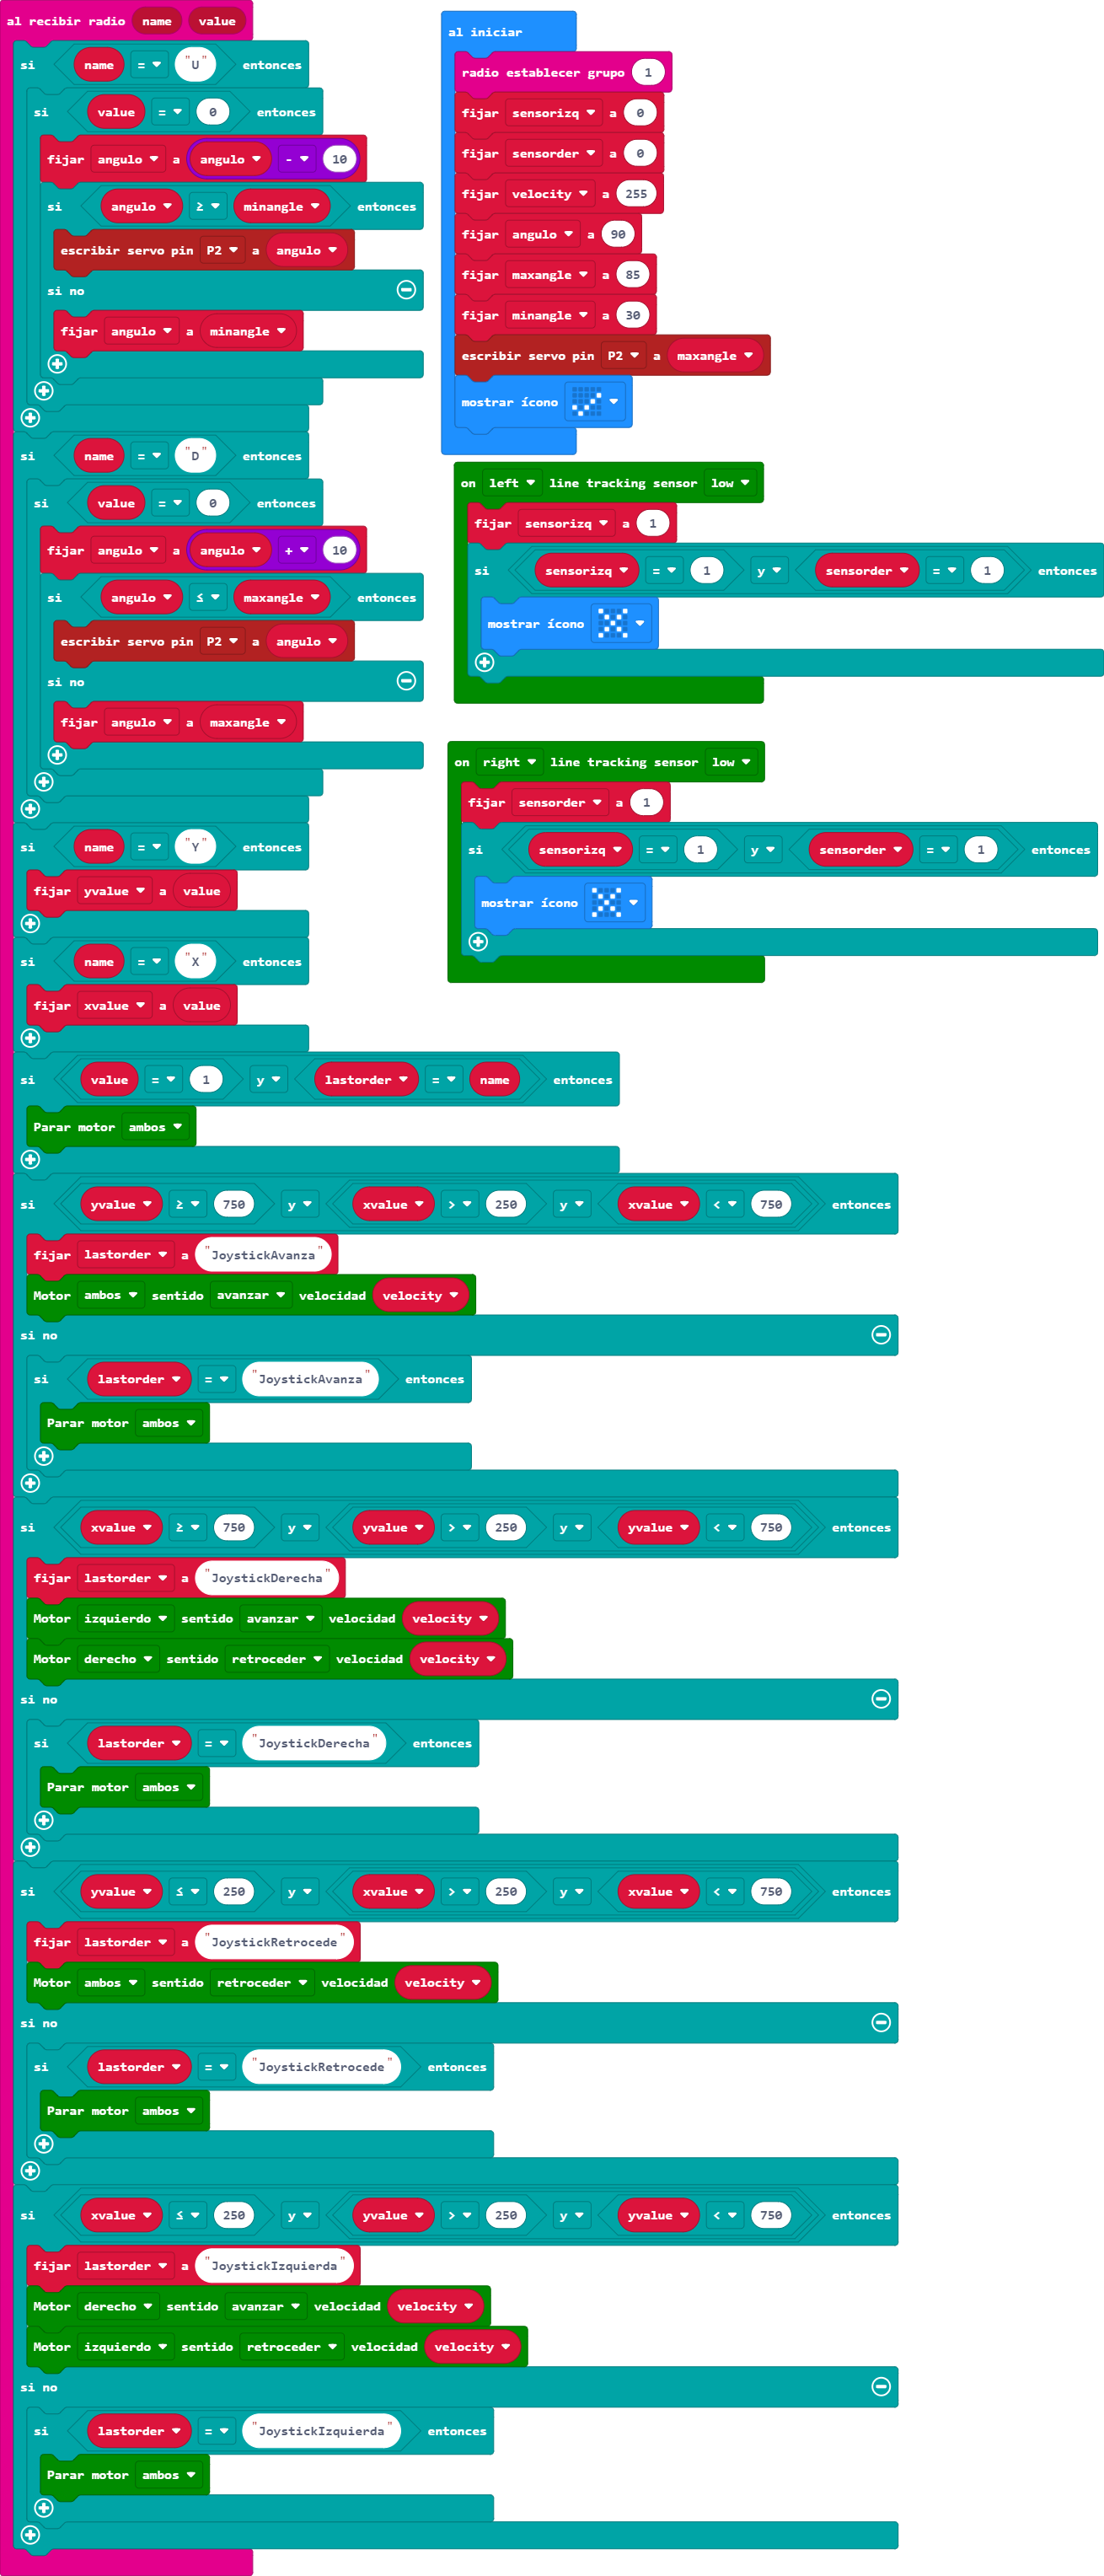 al recibir radio name value
si name = "U" entonces
si value = 0 entonces
fijar angulo a angulo - 10
si angulo ≥ minangle entonces
escribir servo pin P2 a angulo
si no
fijar angulo a minangle
si name = "D" entonces
si value = 0 entonces
fijar angulo a angulo + 10
si angulo ≤ maxangle entonces
escribir servo pin P2 a angulo
si no
fijar angulo a maxangle
si name = "Y" entonces
fijar yvalue a value
si name = "X" entonces
fijar xvalue a value
si value = 1 y lastorder = name entonces
Parar motor ambos
si yvalue ≥ 750 y xvalue > 250 y xvalue < 750 entonces
fijar lastorder a "JoystickAvanza"
Motor ambos sentido avanzar velocidad velocity
si no
si lastorder = "JoystickAvanza" entonces
Parar motor ambos
si xvalue ≥ 750 y yvalue > 250 y yvalue < 750 entonces
fijar lastorder a "JoystickDerecha"
Motor izquierdo sentido avanzar velocidad velocity
Motor derecho sentido retroceder velocidad velocity
si no
si lastorder = "JoystickDerecha" entonces
Parar motor ambos
si yvalue ≤ 250 y xvalue > 250 y xvalue < 750 entonces
fijar lastorder a "JoystickRetrocede"
Motor ambos sentido retroceder velocidad velocity
si no
si lastorder = "JoystickRetrocede" entonces
Parar motor ambos
si xvalue ≤ 250 y yvalue > 250 y yvalue < 750 entonces
fijar lastorder a "JoystickIzquierda"
Motor derecho sentido avanzar velocidad velocity
Motor izquierdo sentido retroceder velocidad velocity
si no
si lastorder = "JoystickIzquierda" entonces
Parar motor ambos
al iniciar
radio establecer grupo 1
fijar sensorizq a 0
fijar sensorder a 0
fijar velocity a 255
fijar angulo a 90
fijar maxangle a 85
fijar minangle a 30
escribir servo pin P2 a maxangle
mostrar ícono
on left line tracking sensor low
fijar sensorizq a 1
si sensorizq = 1 y sensorder = 1 entonces
mostrar ícono
on right line tracking sensor low
fijar sensorder a 1
si sensorizq = 1 y sensorder = 1 entonces
mostrar ícono